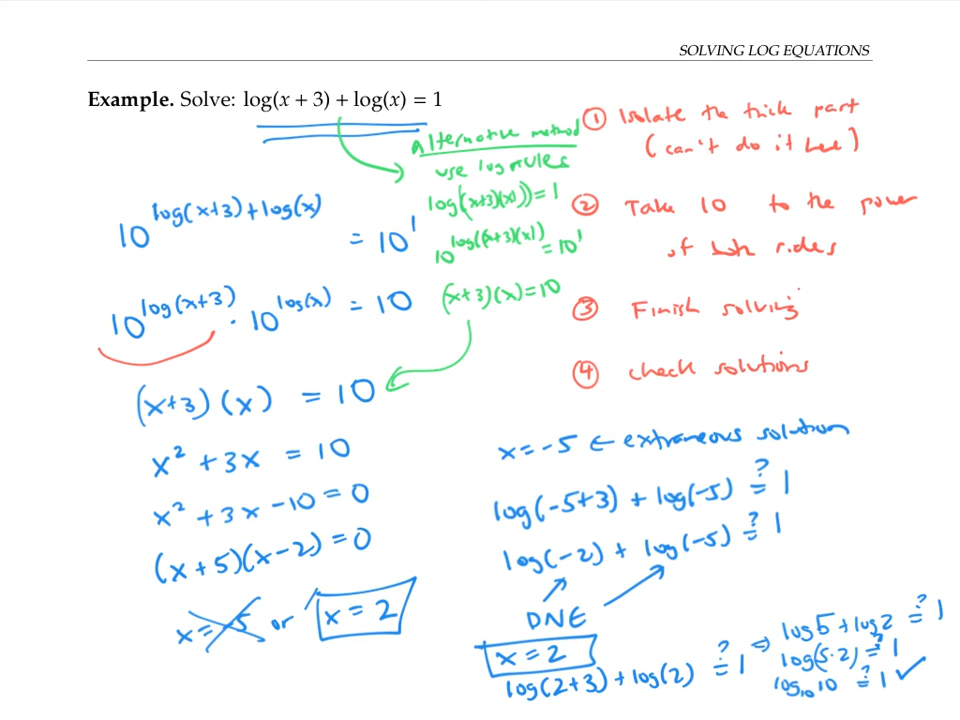 SOLVING LOG EQUATIONS
Example. Solve: log(x + 3) + log(x) = 1
10^(log(x+3)+log(x)) = 10^1
10^(log(x+3)) · 10^(log(x)) = 10
(x+3)(x) = 10
x² + 3x = 10
x² + 3x - 10 = 0
(x + 5)(x - 2) = 0
x = -5 or x = 2
alternative method
use log rules
log((x+3)(x)) = 1
10^(log((x+3)(x))) = 10^1
(x+3)(x) = 10
① Isolate the thick part
(can't do it here)
② Take 10 to the power
of both sides
③ Finish solving
④ check solutions
x = -5 ← extraneous solution
log(-5+3) + log(-5) ≟ 1
log(-2) + log(-5) ≟ 1
DNE
x = 2
log(2+3) + log(2) ≟ 1 ⇒ log 5 + log 2 ≟ 1
log(5·2) ≟ 1
log₁₀ 10 ≟ 1 ✓